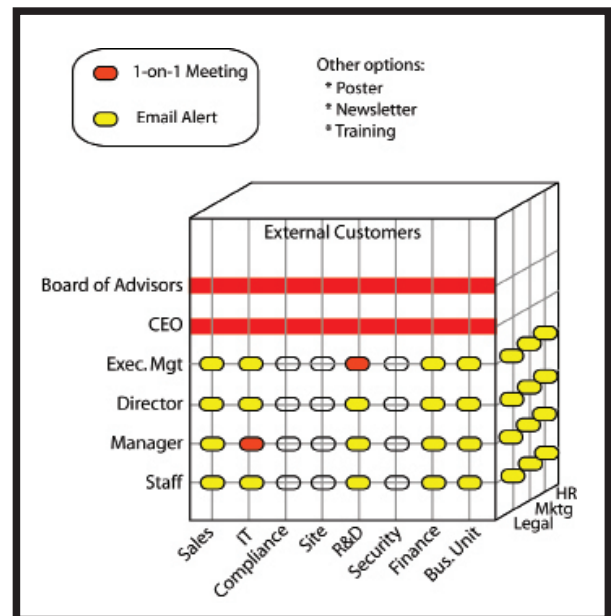 1-on-1 Meeting
Email Alert
Other options:
* Poster
* Newsletter
* Training
External Customers
Board of Advisors
CEO
Exec. Mgt
Director
Manager
Staff
Sales
IT
Compliance
Site
R&D
Security
Finance
Bus. Unit
Legal
Mktg
HR